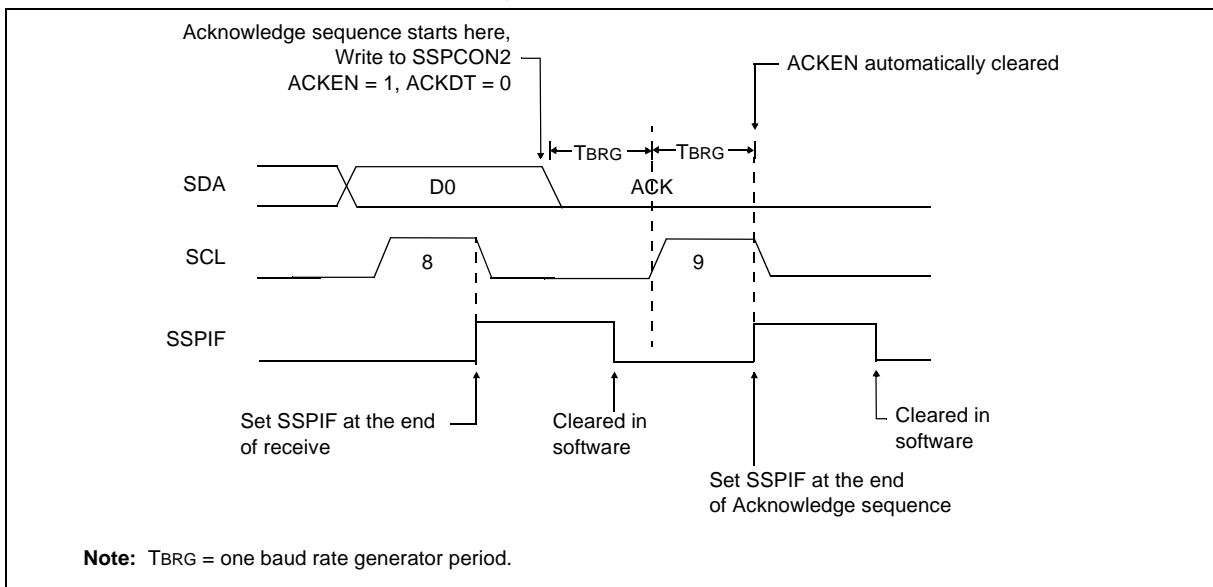 Acknowledge sequence starts here,
Write to SSPCON2
ACKEN = 1, ACKDT = 0
ACKEN automatically cleared
TBRG
TBRG
SDA
D0
ACK
SCL
8
9
SSPIF
Set SSPIF at the end
of receive
Cleared in
software
Set SSPIF at the end
of Acknowledge sequence
Cleared in
software
Note: TBRG = one baud rate generator period.